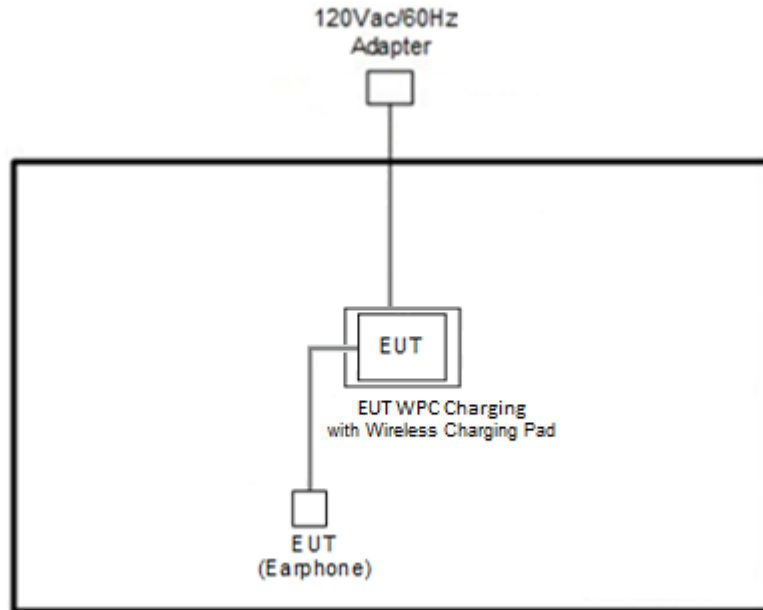 120Vac/60Hz
Adapter
EUT
EUT WPC Charging
with Wireless Charging Pad
EUT
(Earphone)